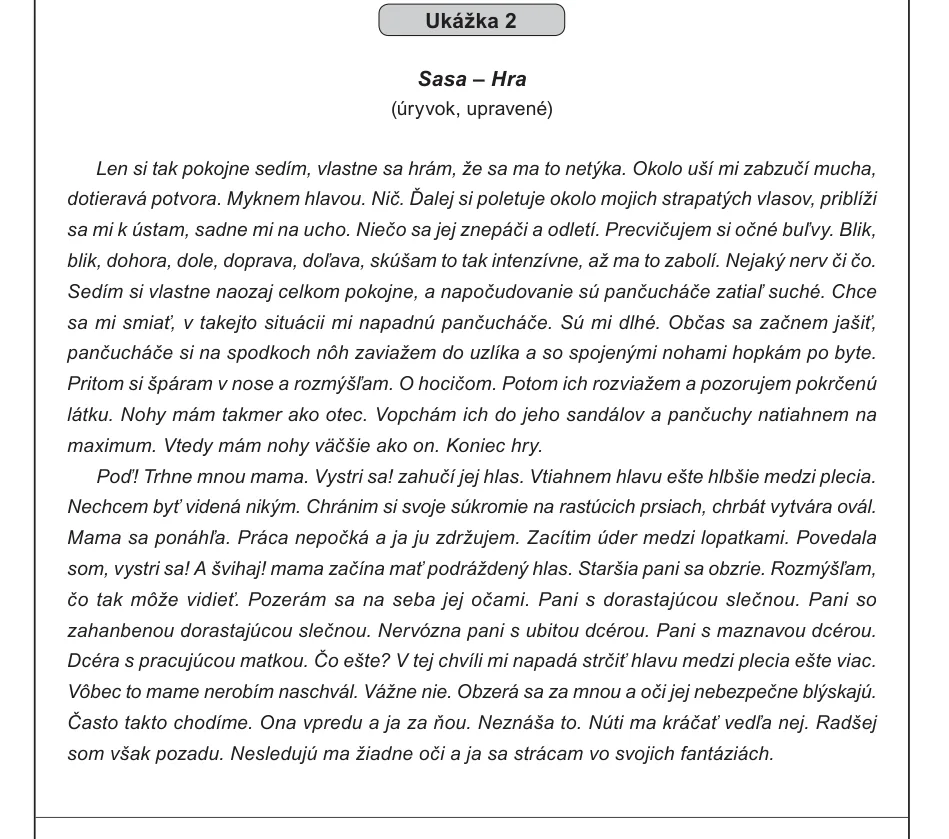 Ukážka 2
Sasa – Hra
(úryvok, upravené)
Len si tak pokojne sedím, vlastne sa hrám, že sa ma to netýka. Okolo uší mi zabzučí mucha,
dotieravá potvora. Myknem hlavou. Nič. Ďalej si poletuje okolo mojich strapatých vlasov, priblíži
sa mi k ústam, sadne mi na ucho. Niečo sa jej znepáči a odletí. Precvičujem si očné buľvy. Blik,
blik, dohora, dole, doprava, doľava, skúšam to tak intenzívne, až ma to zabolí. Nejaký nerv či čo.
Sedím si vlastne naozaj celkom pokojne, a napočudovanie sú pančucháče zatiaľ suché. Chce
sa mi smiať, v takejto situácii mi napadnú pančucháče. Sú mi dlhé. Občas sa začnem jašiť,
pančucháče si na spodkoch nôh zaviažem do uzlíka a so spojenými nohami hopkám po byte.
Pritom si špáram v nose a rozmýšľam. O hocičom. Potom ich rozviažem a pozorujem pokrčenú
látku. Nohy mám takmer ako otec. Vopchám ich do jeho sandálov a pančuchy natiahnem na
maximum. Vtedy mám nohy väčšie ako on. Koniec hry.
Poď! Trhne mnou mama. Vystri sa! zahučí jej hlas. Vtiahnem hlavu ešte hlbšie medzi plecia.
Nechcem byť videná nikým. Chránim si svoje súkromie na rastúcich prsiach, chrbát vytvára ovál.
Mama sa ponáhľa. Práca nepočká a ja ju zdržujem. Zacítim úder medzi lopatkami. Povedala
som, vystri sa! A švihaj! mama začína mať podráždený hlas. Staršia pani sa obzrie. Rozmýšľam,
čo tak môže vidieť. Pozerám sa na seba jej očami. Pani s dorastajúcou slečnou. Pani so
zahanbenou dorastajúcou slečnou. Nervózna pani s ubitou dcérou. Pani s maznavou dcérou.
Dcéra s pracujúcou matkou. Čo ešte? V tej chvíli mi napadá strčiť hlavu medzi plecia ešte viac.
Vôbec to mame nerobím naschvál. Vážne nie. Obzerá sa za mnou a oči jej nebezpečne blýskajú.
Často takto chodíme. Ona vpredu a ja za ňou. Neznáša to. Núti ma kráčať vedľa nej. Radšej
som však pozadu. Nesledujú ma žiadne oči a ja sa strácam vo svojich fantáziách.